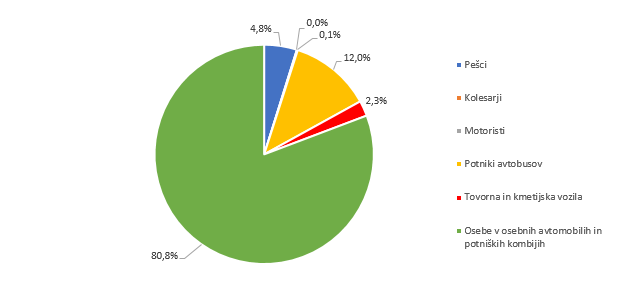 4,8%
0,0%
0,1%
12,0%
2,3%
80,8%
Pešci
Kolesarji
Motoristi
Potniki avtobusov
Tovorna in kmetijska vozila
Osebe v osebnih avtomobilih in
potniških kombijih